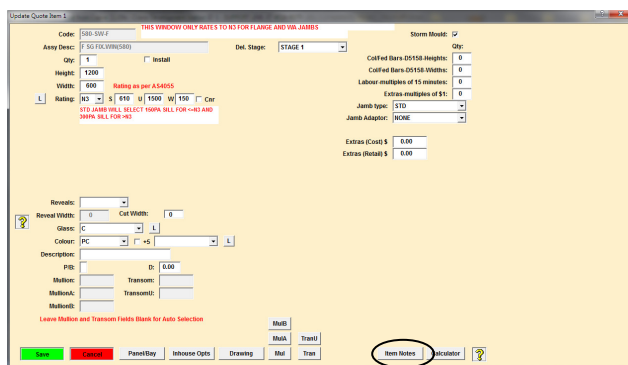 Update Quote Item 1
THIS WINDOW ONLY RATES TO N3 FOR FLANGE AND WA JAMBS
Code: S80-SW-F
Storm Mould:
Assy Desc: F SG FIX.WIN(S80) Del. Stage: STAGE 1
Qty:
Qty: 1 Install
Col/Fed Bars-D5158-Heights: 0
Height: 1200
Col/Fed Bars-D5158-Widths: 0
Width: 600 Rating as per AS4055
Labour-multiples of 15 minutes: 0
Extras-multiples of $1: 0
L Rating: N3 S 610 U 1500 W 150 Cnr
Jamb type: STD
STD JAMB WILL SELECT 150PA SILL FOR <=N3 AND
300PA SILL FOR >N3
Jamb Adaptor: NONE
Extras (Cost) $ 0.00
Extras (Retail) $ 0.00
Reveals:
Reveal Width: 0 Cut Width: 0
?
Glass: C L
Colour: PC +5 L
Description:
P/B: D: 0.00
Mullion: Transom:
MullionA: TransomU:
MullionB:
Leave Mullion and Transom Fields Blank for Auto Selection
MulB
MulA TranU
Save Cancel Panel/Bay Inhouse Opts Drawing Mul Tran Item Notes Calculator ?